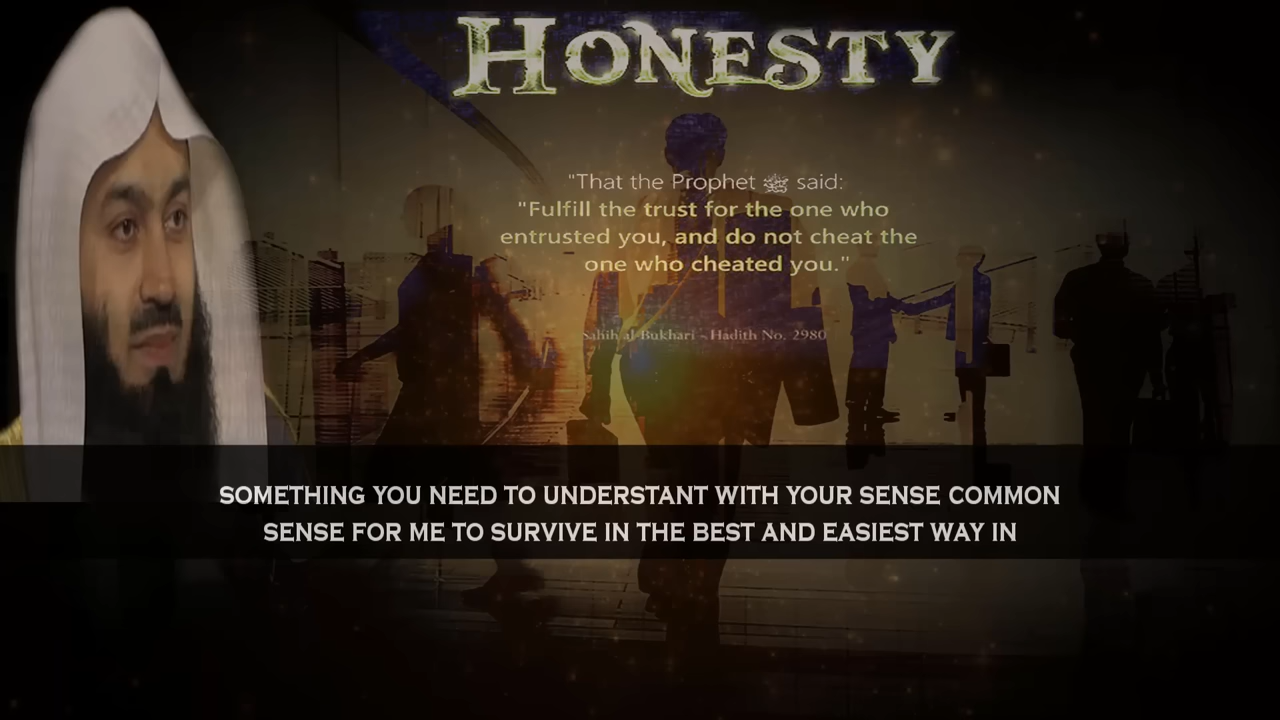 HONESTY
"That the Prophet ﷺ said:
"Fulfill the trust for the one who
entrusted you, and do not cheat the
one who cheated you."
Sahih al-Bukhari - Hadith No. 2980
SOMETHING YOU NEED TO UNDERSTANT WITH YOUR SENSE COMMON
SENSE FOR ME TO SURVIVE IN THE BEST AND EASIEST WAY IN